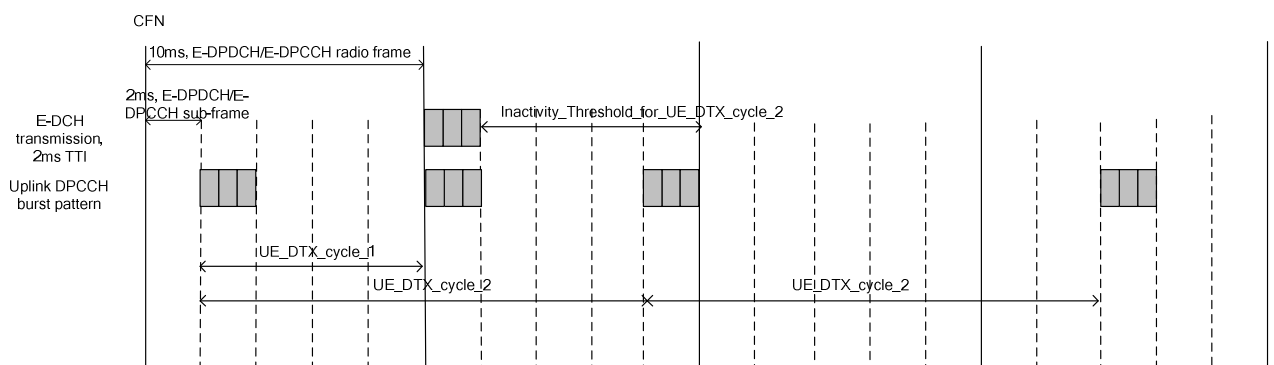 CFN
10ms, E-DPDCH/E-DPCCH radio frame
2ms, E-DPDCH/E-
DPCCH sub-frame
E-DCH
transmission,
2ms TTI
Inactivity_Threshold_for_UE_DTX_cycle_2
Uplink DPCCH
burst pattern
UE_DTX_cycle_1
UE_DTX_cycle_2
UE_DTX_cycle_2